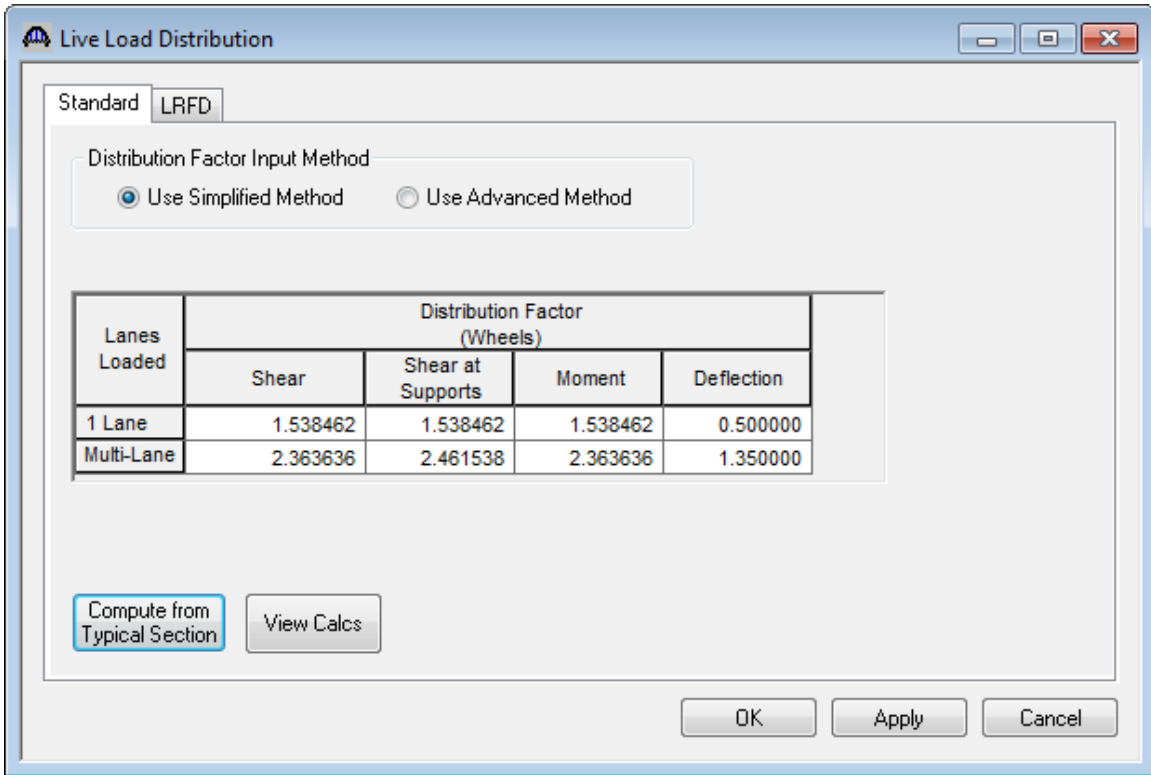 Live Load Distribution
Standard LRFD
Distribution Factor Input Method
Use Simplified Method Use Advanced Method
Lanes Loaded
Distribution Factor
(Wheels)
Shear
Shear at Supports
Moment
Deflection
1 Lane 1.538462 1.538462 1.538462 0.500000
Multi-Lane 2.363636 2.461538 2.363636 1.350000
Compute from
Typical Section
View Calcs
OK Apply Cancel